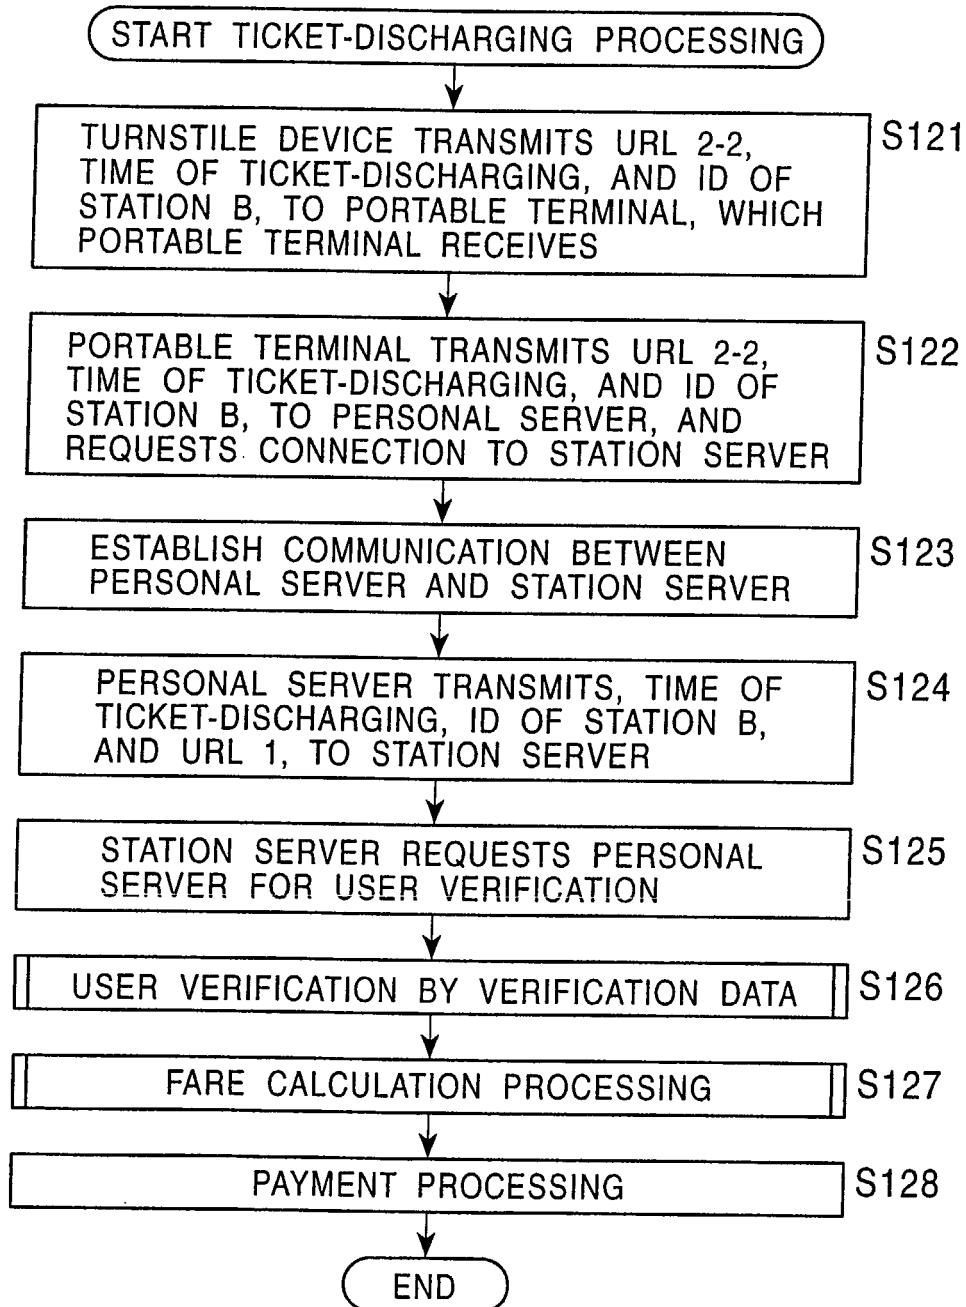 START TICKET-DISCHARGING PROCESSING
TURNSTILE DEVICE TRANSMITS URL 2-2,
TIME OF TICKET-DISCHARGING, AND ID OF
STATION B, TO PORTABLE TERMINAL, WHICH
PORTABLE TERMINAL RECEIVES
S121
PORTABLE TERMINAL TRANSMITS URL 2-2,
TIME OF TICKET-DISCHARGING, AND ID OF
STATION B, TO PERSONAL SERVER, AND
REQUESTS CONNECTION TO STATION SERVER
S122
ESTABLISH COMMUNICATION BETWEEN
PERSONAL SERVER AND STATION SERVER
S123
PERSONAL SERVER TRANSMITS, TIME OF
TICKET-DISCHARGING, ID OF STATION B,
AND URL 1, TO STATION SERVER
S124
STATION SERVER REQUESTS PERSONAL
SERVER FOR USER VERIFICATION
S125
USER VERIFICATION BY VERIFICATION DATA
S126
FARE CALCULATION PROCESSING
S127
PAYMENT PROCESSING
S128
END